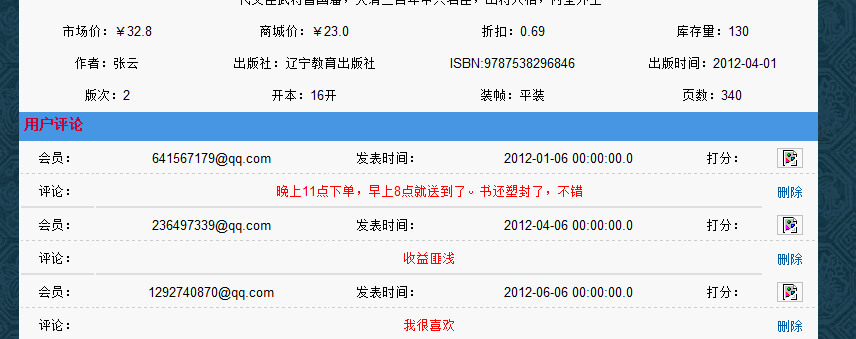 市场价：￥32.8 商城价：￥23.0 折扣：0.69 库存量：130
作者：张云 出版社：辽宁教育出版社 ISBN:9787538296846 出版时间：2012-04-01
版次：2 开本：16开 装帧：平装 页数：340
用户评论
会员： 641567179@qq.com 发表时间： 2012-01-06 00:00:00.0 打分：
评论： 晚上11点下单，早上8点就送到了。书还塑封了，不错 删除
会员： 236497339@qq.com 发表时间： 2012-04-06 00:00:00.0 打分：
评论： 收益匪浅 删除
会员： 1292740870@qq.com 发表时间： 2012-06-06 00:00:00.0 打分：
评论： 我很喜欢 删除